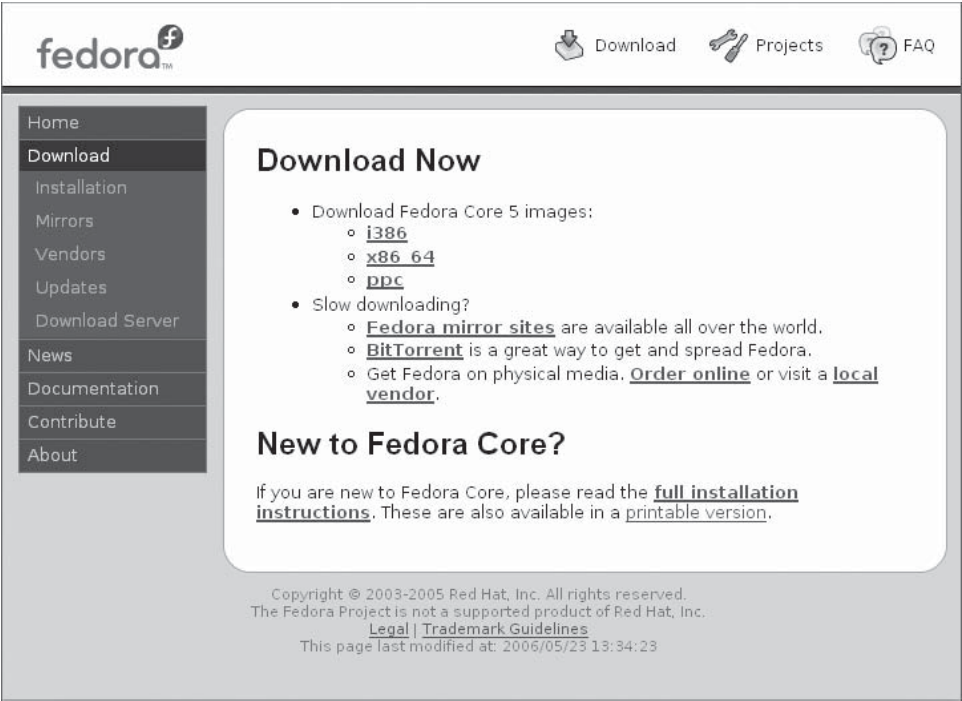 fedora™
Download
Projects
FAQ
Home
Download
Installation
Mirrors
Vendors
Updates
Download Server
News
Documentation
Contribute
About
Download Now
• Download Fedora Core 5 images:
i386
x86_64
ppc
• Slow downloading?
Fedora mirror sites are available all over the world.
BitTorrent is a great way to get and spread Fedora.
Get Fedora on physical media. Order online or visit a local
vendor.
New to Fedora Core?
If you are new to Fedora Core, please read the full installation
instructions. These are also available in a printable version.
Copyright © 2003-2005 Red Hat, Inc. All rights reserved.
The Fedora Project is not a supported product of Red Hat, Inc.
Legal | Trademark Guidelines
This page last modified at: 2006/05/23 13:34:23